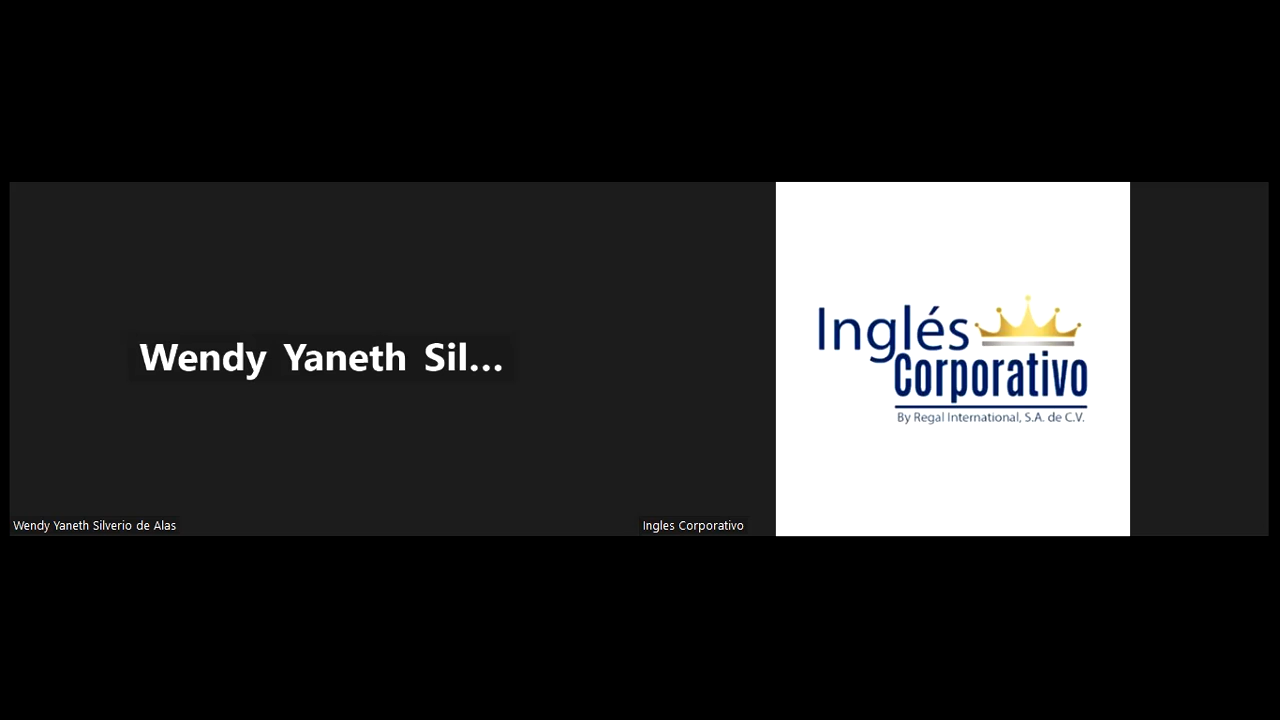 Wendy Yaneth Sil...
Wendy Yaneth Silverio de Alas
Inglés
Corporativo
By Regal International, S.A. de C.V.
Ingles Corporativo